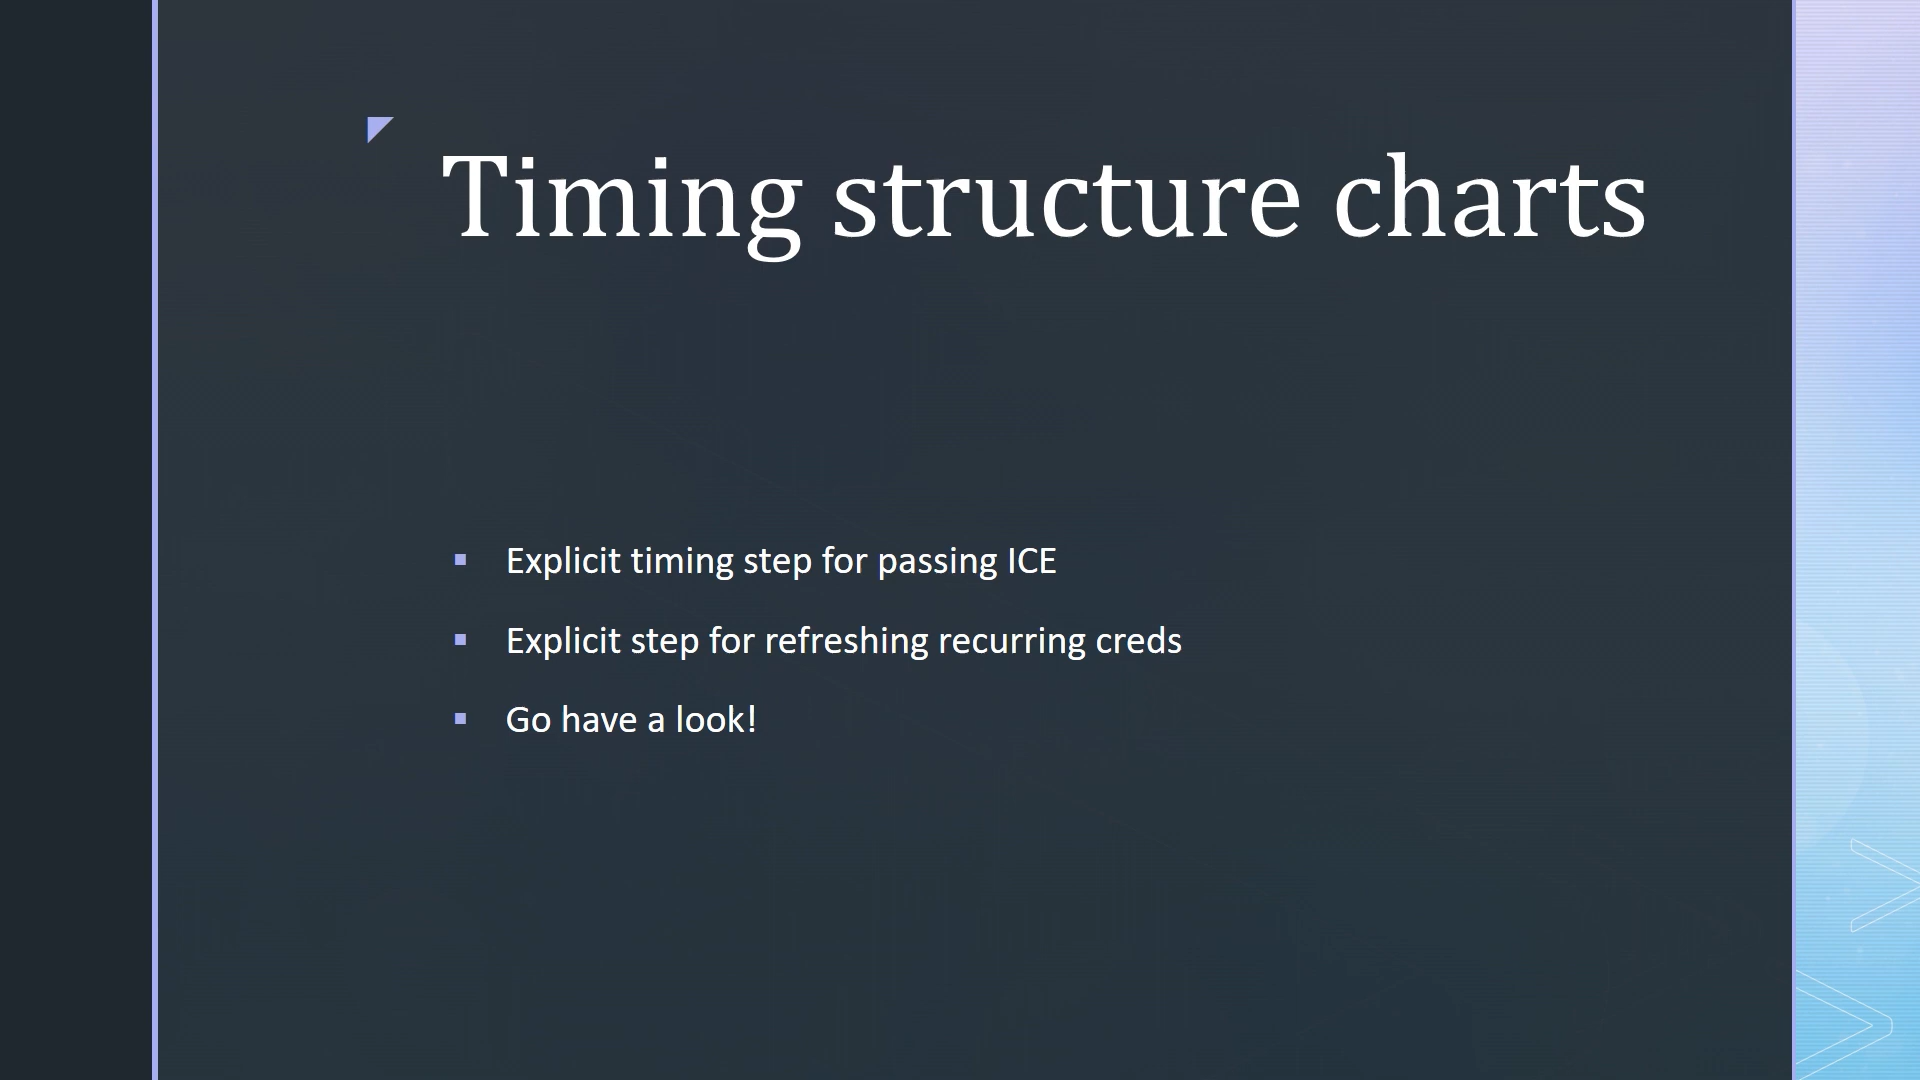 Timing structure charts
Explicit timing step for passing ICE
Explicit step for refreshing recurring creds
Go have a look!